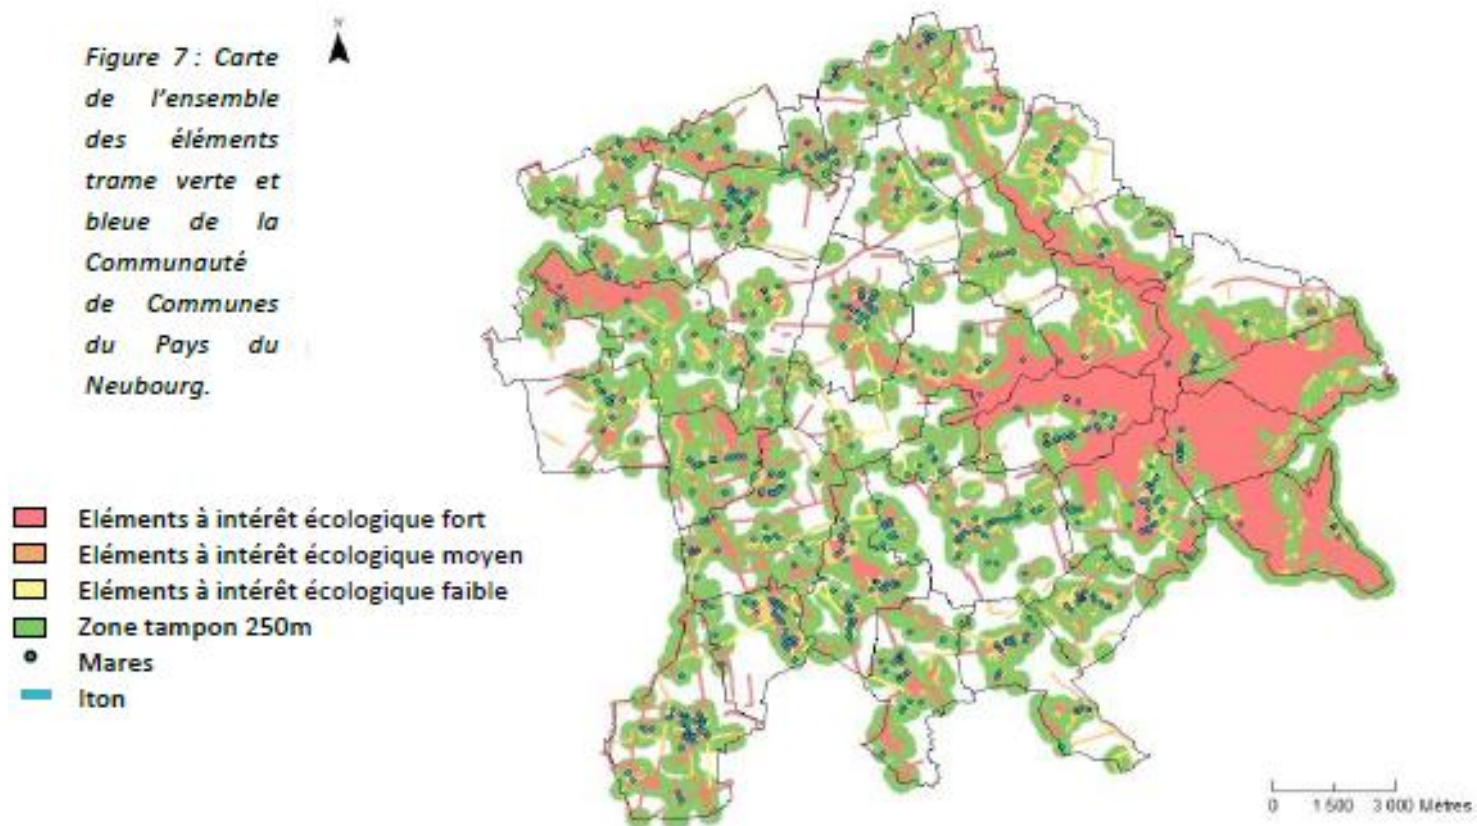 N
Figure 7 : Carte
de l'ensemble
des éléments
trame verte et
bleue de la
Communauté
de Communes
du Pays du
Neubourg.
Eléments à intérêt écologique fort
Eléments à intérêt écologique moyen
Eléments à intérêt écologique faible
Zone tampon 250m
Mares
Iton
0 1 500 3 000 Mètres